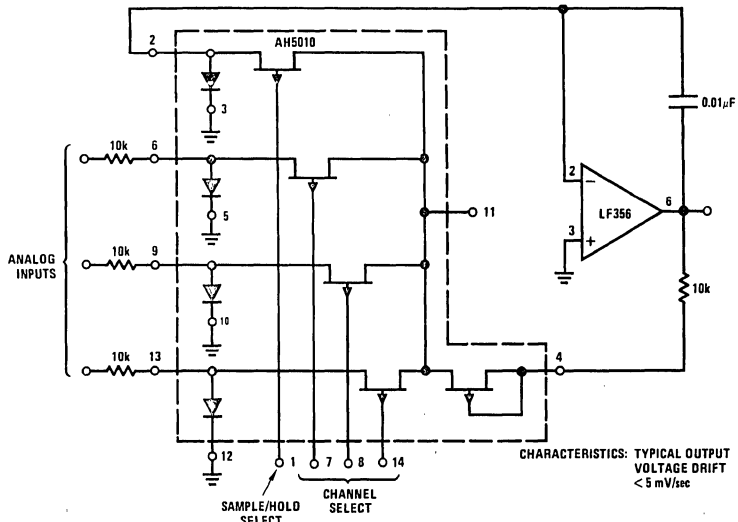 AH5010
2
3
0.01μF
10k
6
5
2
−
LF356
6
3
+
11
ANALOG
INPUTS
10k
9
10
10k
10k
13
4
12
1
7
8
14
SAMPLE/HOLD
SELECT
CHANNEL
SELECT
CHARACTERISTICS: TYPICAL OUTPUT
VOLTAGE DRIFT
< 5 mV/sec